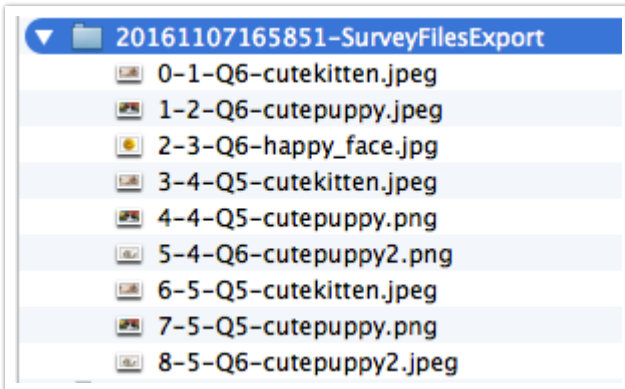 20161107165851-SurveyFilesExport
0-1-Q6-cutekitten.jpeg
1-2-Q6-cutepuppy.jpeg
2-3-Q6-happy_face.jpg
3-4-Q5-cutekitten.jpeg
4-4-Q5-cutepuppy.png
5-4-Q6-cutepuppy2.png
6-5-Q5-cutekitten.jpeg
7-5-Q5-cutepuppy.png
8-5-Q6-cutepuppy2.jpeg